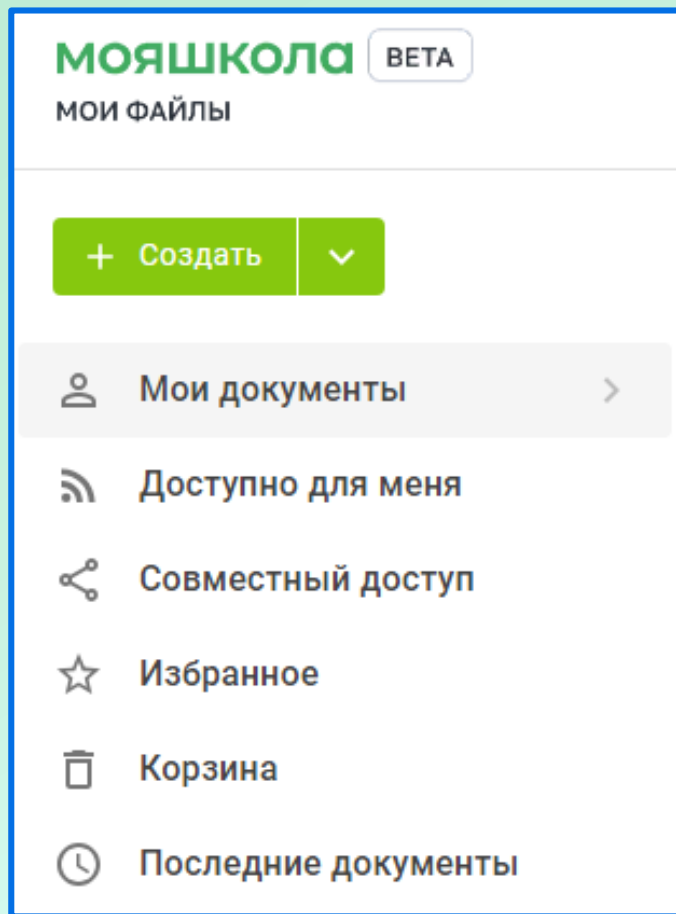 мояшкола BETA
МОИ ФАЙЛЫ
+ Создать
Мои документы
Доступно для меня
Совместный доступ
Избранное
Корзина
Последние документы